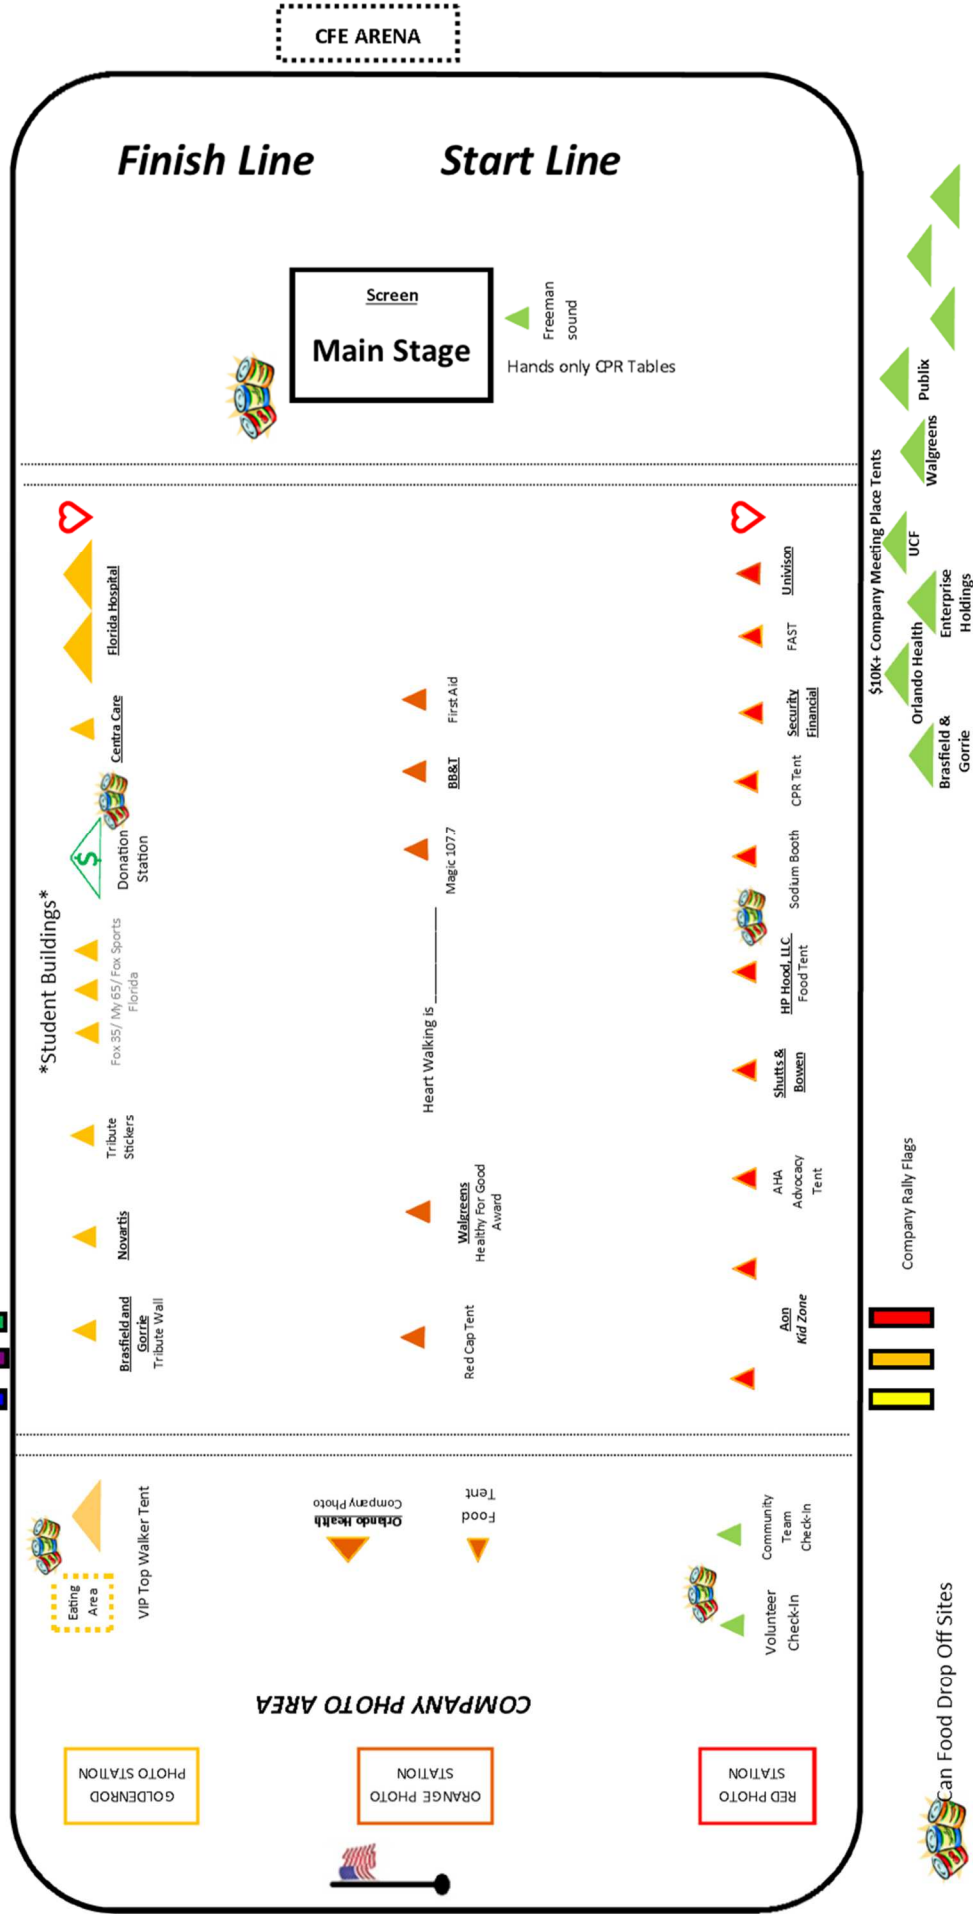 CFE ARENA
Finish Line
Start Line
Screen
Main Stage
Freeman
sound
Hands only CPR Tables
Publix
Walgreens
$10K+ Company Meeting Place Tents
UCF
Enterprise
Holdings
Orlando Health
Brasfield &
Gorrie
Florida Hospital
Centra Care
$
Donation
Station
*Student Buildings*
Fox 35/ My 65/ Fox Sports
Florida
Tribute
Stickers
Novartis
Brasfield and
Gorrie
Tribute Wall
First Aid
BB&T
Magic 107.7
Heart Walking is ____________
Walgreens
Healthy For Good
Award
Red Cap Tent
Univison
FAST
Security
Financial
CPR Tent
Sodium Booth
HP Hood, LLC
Food Tent
Shutts &
Bowen
AHA
Advocacy
Tent
Aon
Kid Zone
Company Rally Flags
Eating
Area
VIP Top Walker Tent
Orlando Health
Company Photo
Food
Tent
Community
Team
Check-In
Volunteer
Check-In
COMPANY PHOTO AREA
GOLDENROD
PHOTO STATION
ORANGE PHOTO
STATION
RED PHOTO
STATION
Can Food Drop Off Sites